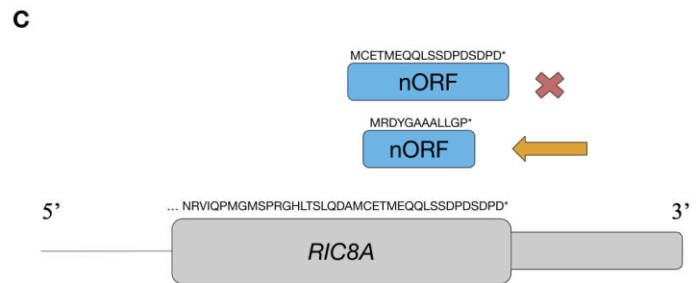 C
MCETMEQQLSSDPDSDPD*
nORF
MRDYGAAALLGP*
nORF
5’ ... NRVIQPMGMSPRGHLTSLQDAMCETMEQQLSSDPDSDPD* 3’
RIC8A